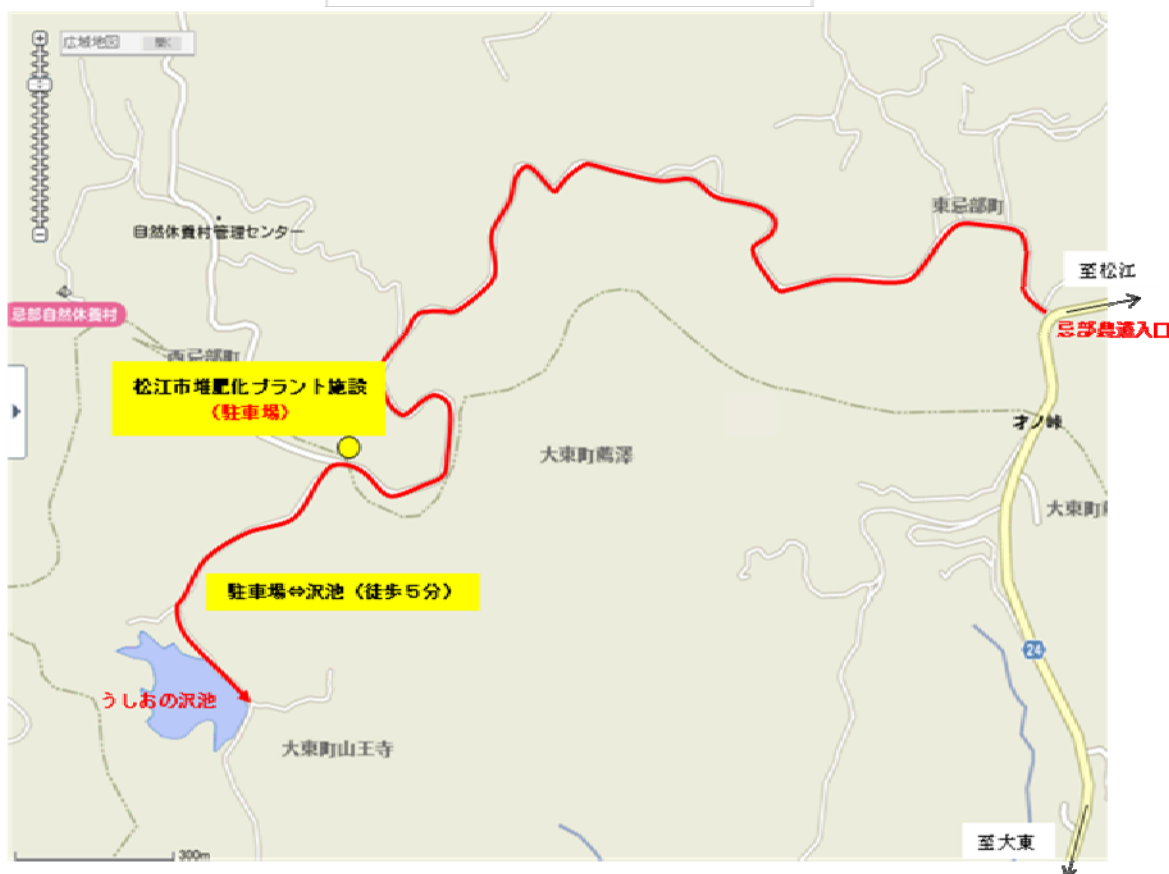 広域地図 開く
自然休養村管理センター
東忌部町
至松江
忌部自然休養村
忌部農道入口
西忌部町
松江市堆肥化プラント施設
（駐車場）
才ノ峠
大東町薦澤
大東町
駐車場⇔沢池（徒歩５分）
24
うしおの沢池
大東町山王寺
至大東
300m